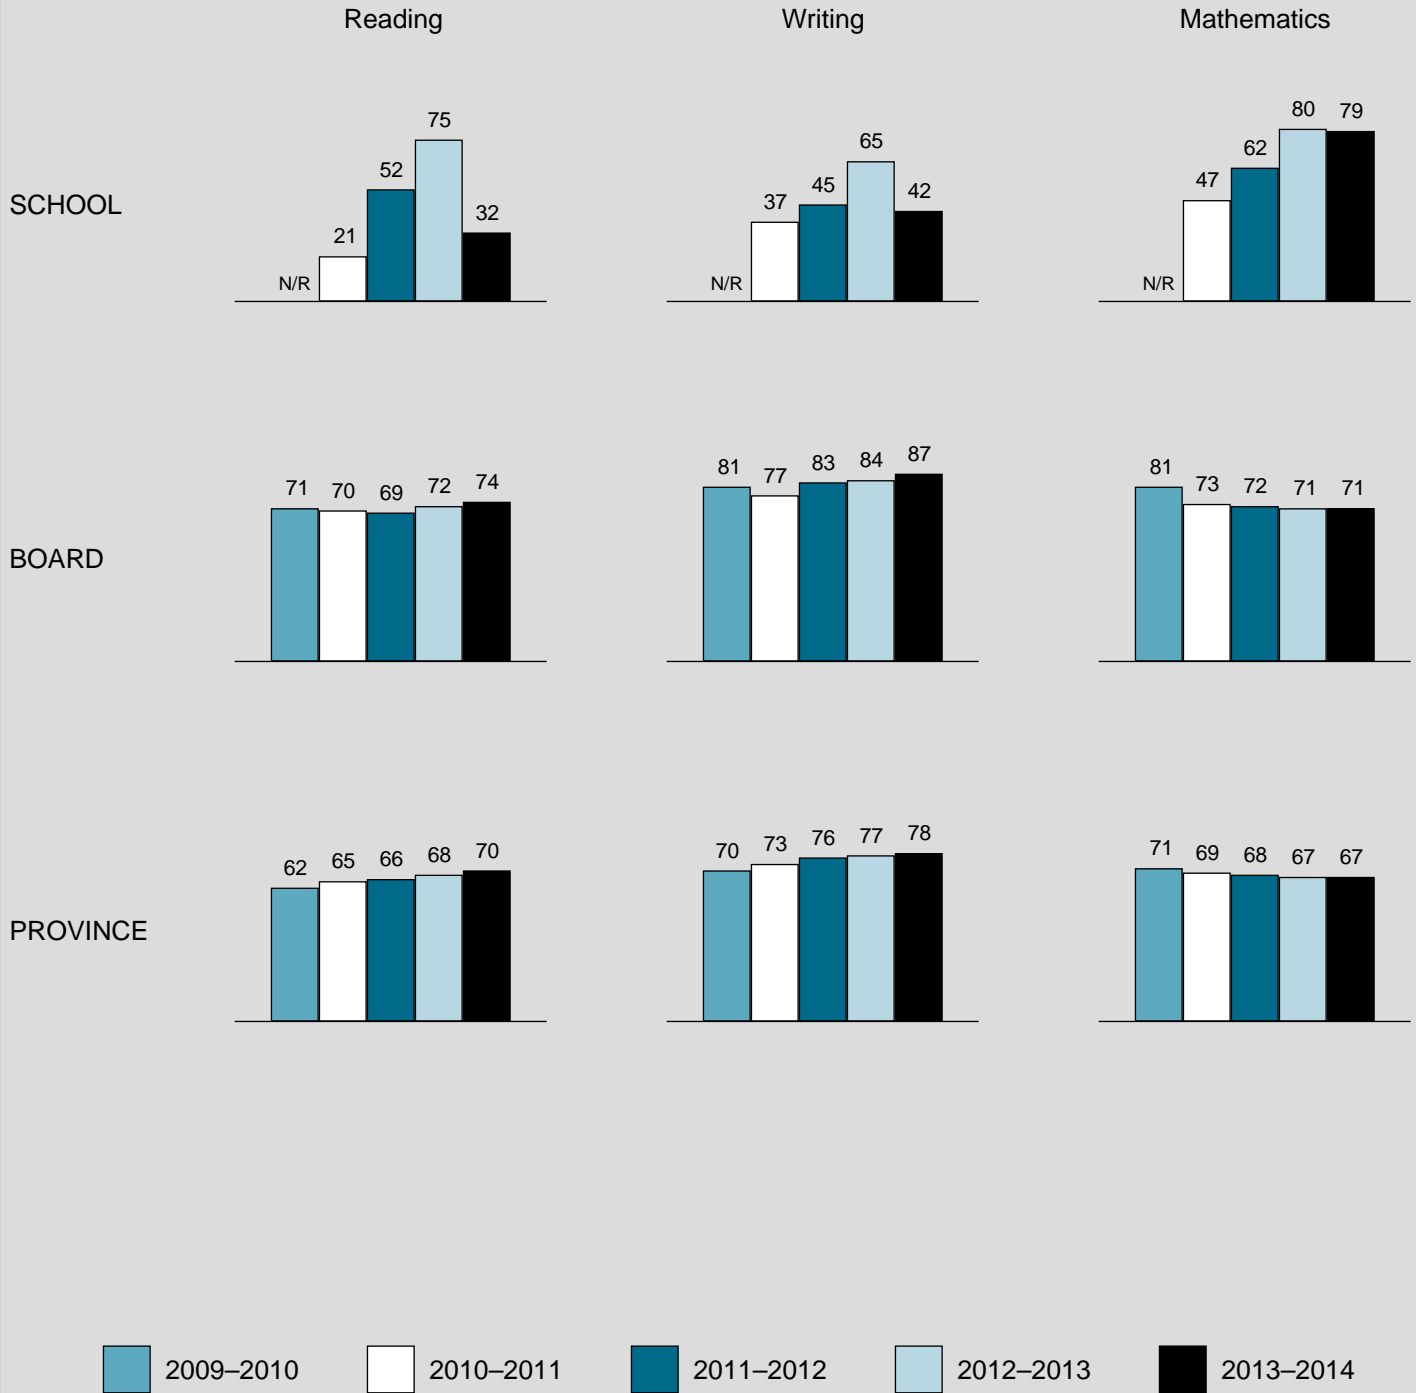 Reading Writing Mathematics
SCHOOL
N/R 21 52 75 32
N/R 37 45 65 42
N/R 47 62 80 79
BOARD
71 70 69 72 74
81 77 83 84 87
81 73 72 71 71
PROVINCE
62 65 66 68 70
70 73 76 77 78
71 69 68 67 67
2009–2010 2010–2011 2011–2012 2012–2013 2013–2014